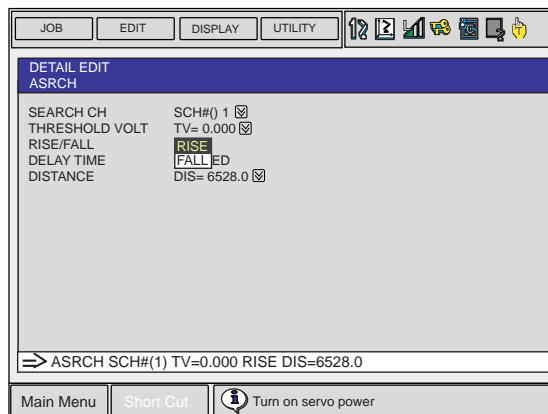 JOB EDIT DISPLAY UTILITY
DETAIL EDIT
ASRCH
SEARCH CH SCH#() 1
THRESHOLD VOLT TV= 0.000
RISE/FALL RISE
DELAY TIME FALL ED
DISTANCE DIS= 6528.0
=> ASRCH SCH#(1) TV=0.000 RISE DIS=6528.0
Main Menu Short Cut Turn on servo power